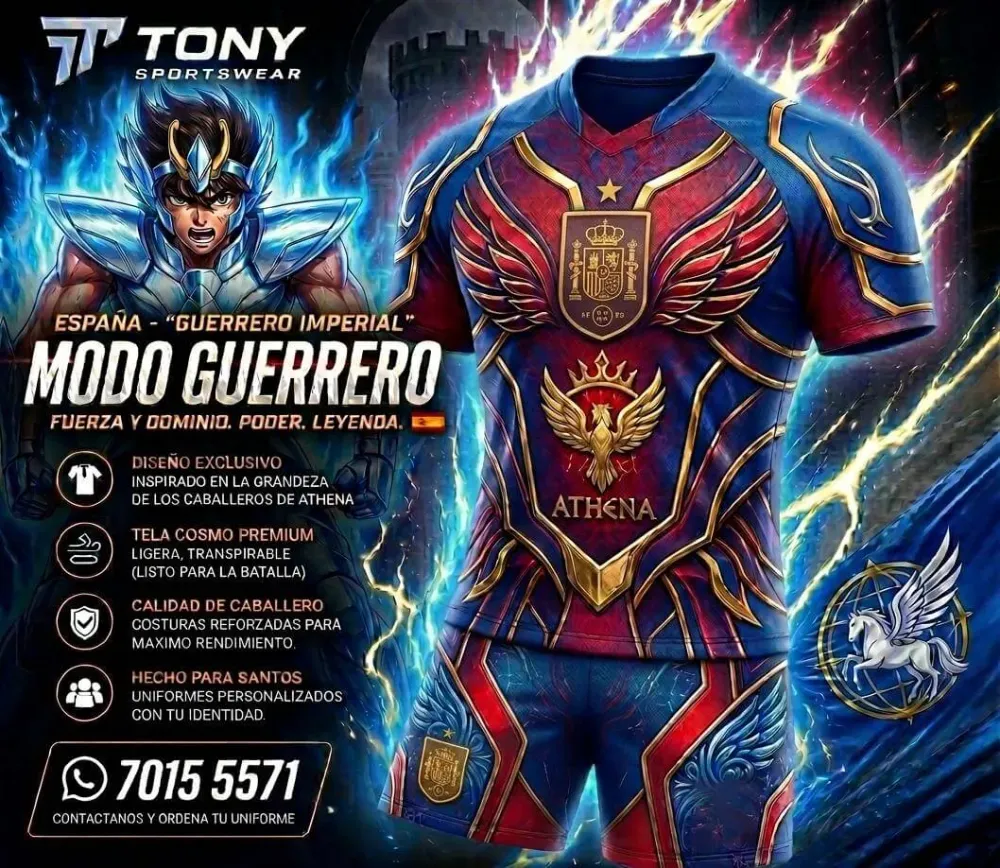 TONY
SPORTSWEAR
ESPAÑA - "GUERRERO IMPERIAL"
MODO GUERRERO
FUERZA Y DOMINIO. PODER. LEYENDA.
DISEÑO EXCLUSIVO
INSPIRADO EN LA GRANDEZA
DE LOS CABALLEROS DE ATHENA
TELA COSMO PREMIUM
LIGERA, TRANSPIRABLE
(LISTO PARA LA BATALLA)
CALIDAD DE CABALLERO
COSTURAS REFORZADAS PARA
MAXIMO RENDIMIENTO.
HECHO PARA SANTOS
UNIFORMES PERSONALIZADOS
CON TU IDENTIDAD.
7015 5571
CONTACTANOS Y ORDENA TU UNIFORME
ATHENA